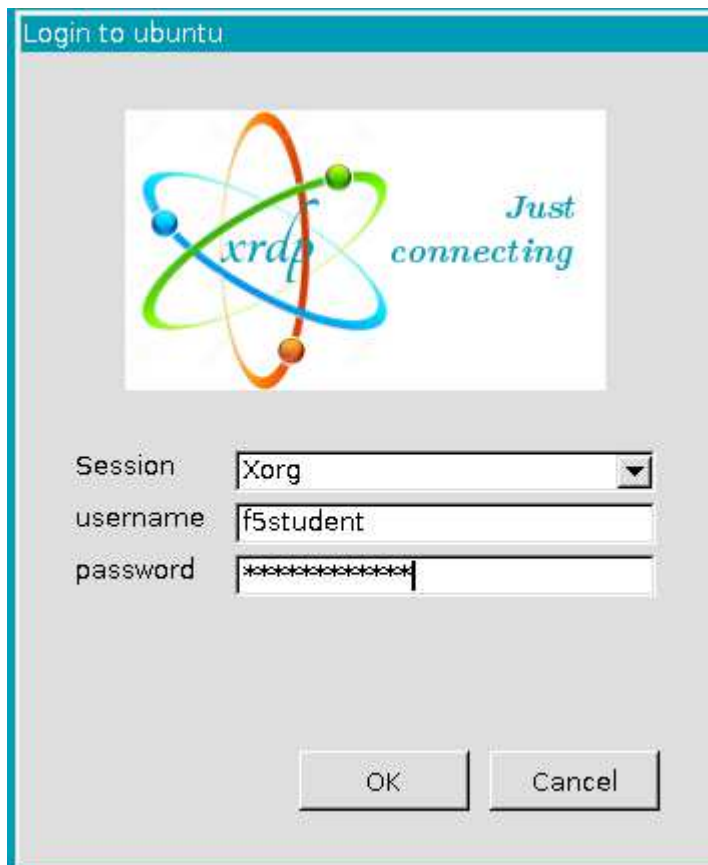 Login to ubuntu
xrdp
Just
connecting
Session
Xorg
username
f5student
password
************
OK
Cancel